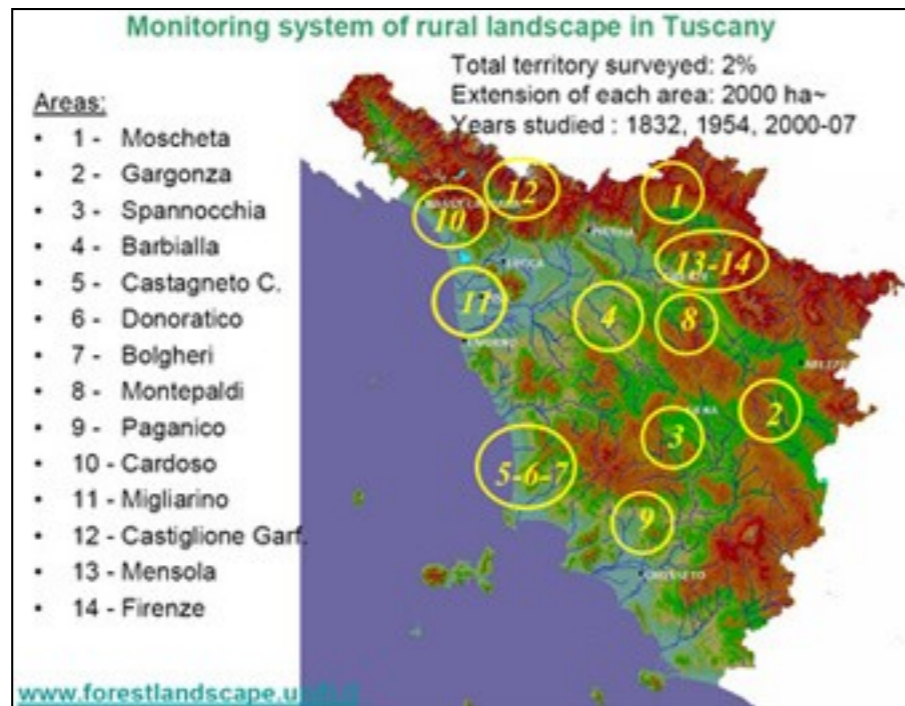 Monitoring system of rural landscape in Tuscany
Total territory surveyed: 2%
Extension of each area: 2000 ha~
Years studied : 1832, 1954, 2000-07
Areas:
• 1 - Moscheta
• 2 - Gargonza
• 3 - Spannocchia
• 4 - Barbialla
• 5 - Castagneto C.
• 6 - Donoratico
• 7 - Bolgheri
• 8 - Montepaldi
• 9 - Paganico
• 10 - Cardoso
• 11 - Migliarino
• 12 - Castiglione Garf.
• 13 - Mensola
• 14 - Firenze
12
1
10
13-14
LUCCA
11
4
8
LIVORNO
2
3
5-6-7
9
GROSSETO
www.forestlandscape.